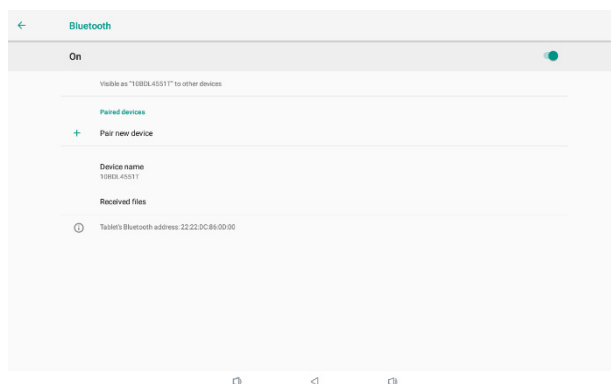 Bluetooth
On
Visible as "10BDL4551T" to other devices
Paired devices
Pair new device
Device name
10BDL4551T
Received files
Tablet's Bluetooth address: 22:22:DC:86:0D:00